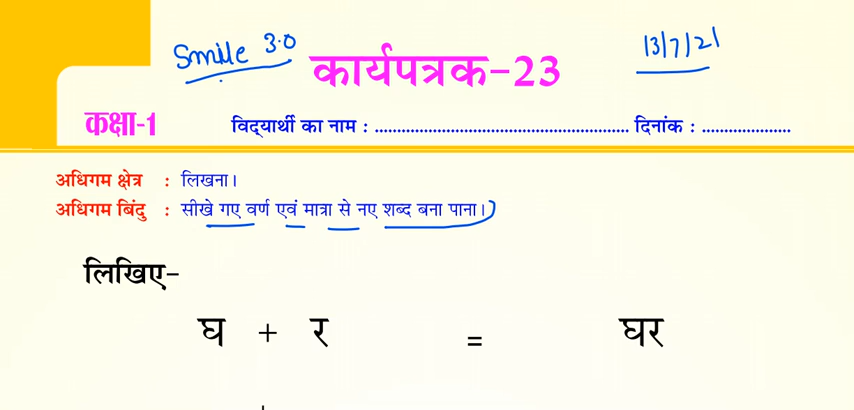 Smile 3.0
13/7/21
कार्यपत्रक-23
कक्षा-1 विद्यार्थी का नाम : ......................................................... दिनांक : ....................
अधिगम क्षेत्र : लिखना।
अधिगम बिंदु : सीखे गए वर्ण एवं मात्रा से नए शब्द बना पाना।
लिखिए-
घ + र = घर